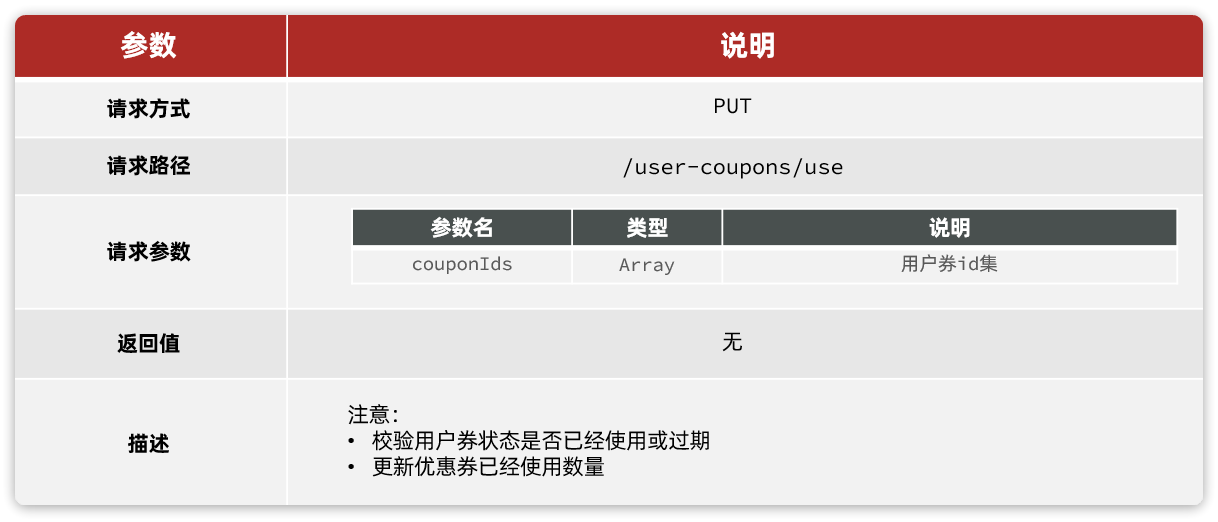 参数 说明
请求方式 PUT
请求路径 /user-coupons/use
请求参数
参数名 类型 说明
couponIds Array 用户券id集
返回值 无
描述
注意：
• 校验用户券状态是否已经使用或过期
• 更新优惠券已经使用数量